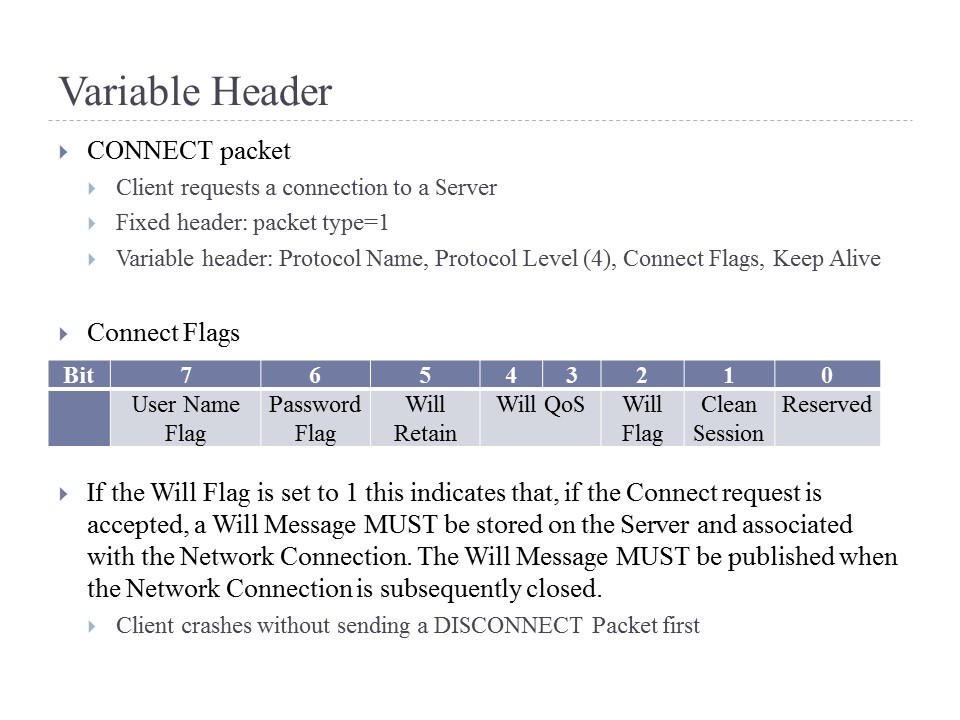 Variable Header
CONNECT packet
Client requests a connection to a Server
Fixed header: packet type=1
Variable header: Protocol Name, Protocol Level (4), Connect Flags, Keep Alive
Connect Flags
Bit 7 6 5 4 3 2 1 0
User Name Password Will Will QoS Will Clean Reserved
Flag Flag Retain Flag Session
If the Will Flag is set to 1 this indicates that, if the Connect request is
accepted, a Will Message MUST be stored on the Server and associated
with the Network Connection. The Will Message MUST be published when
the Network Connection is subsequently closed.
Client crashes without sending a DISCONNECT Packet first